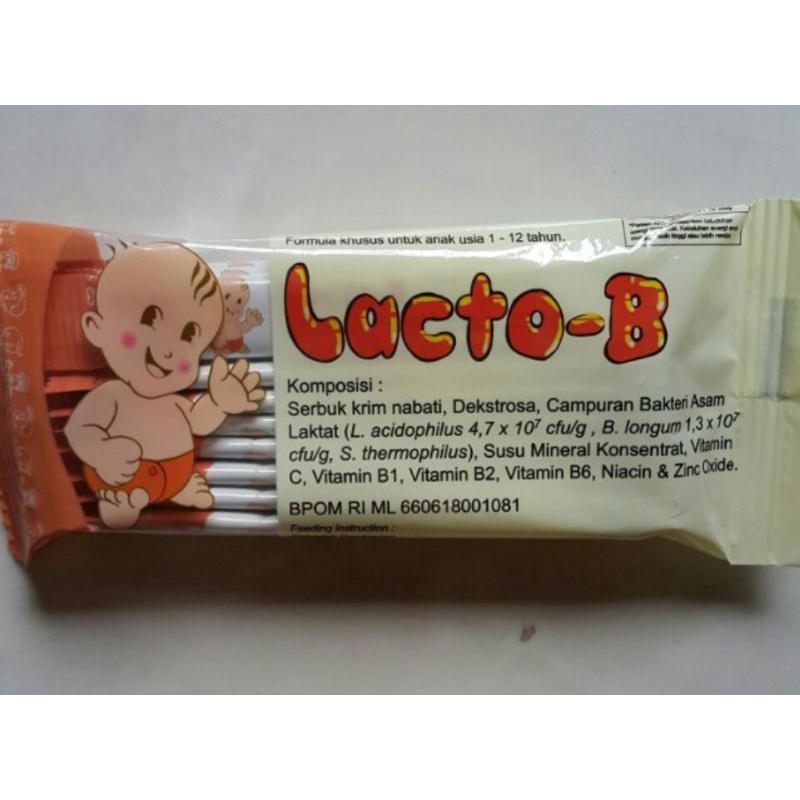 Formula khusus untuk anak usia 1 - 12 tahun.
Lacto-B
Komposisi :
Serbuk krim nabati, Dekstrosa, Campuran Bakteri Asam
Laktat (L. acidophilus 4,7 x 10⁷ cfu/g , B. longum 1,3 x 10⁷
cfu/g, S. thermophilus), Susu Mineral Konsentrat, Vitamin
C, Vitamin B1, Vitamin B2, Vitamin B6, Niacin & Zinc Oxide.
BPOM RI ML 660618001081
Feeding Instruction :